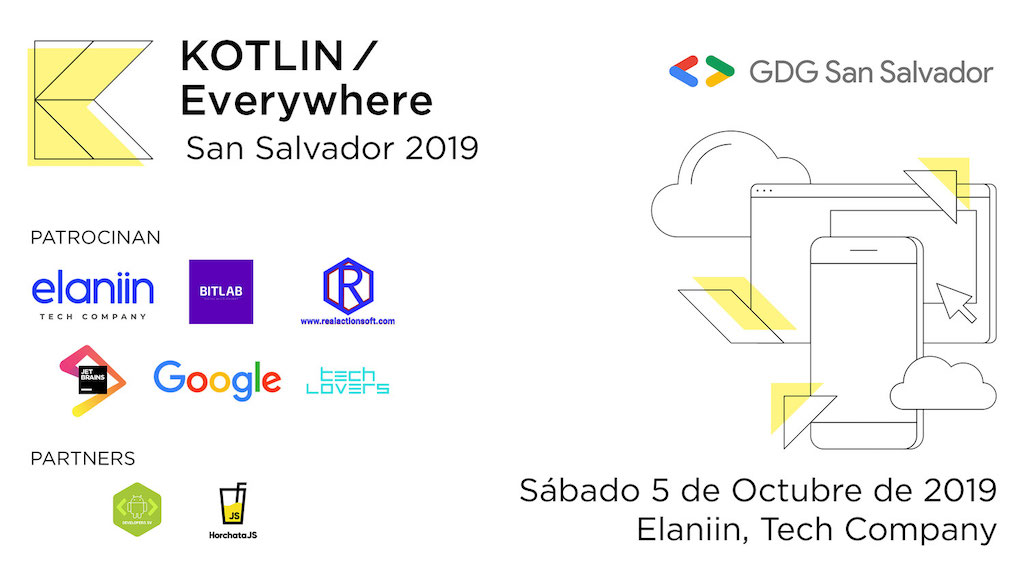 KOTLIN /
Everywhere
San Salvador 2019
GDG San Salvador
PATROCINAN
elaniin
TECH COMPANY
BITLAB
R
www.realactionsoft.com
JET
BRAINS
Google
tech
LOVERS
PARTNERS
DEVELOPERS SV
JS
HorchataJS
Sábado 5 de Octubre de 2019
Elaniin, Tech Company